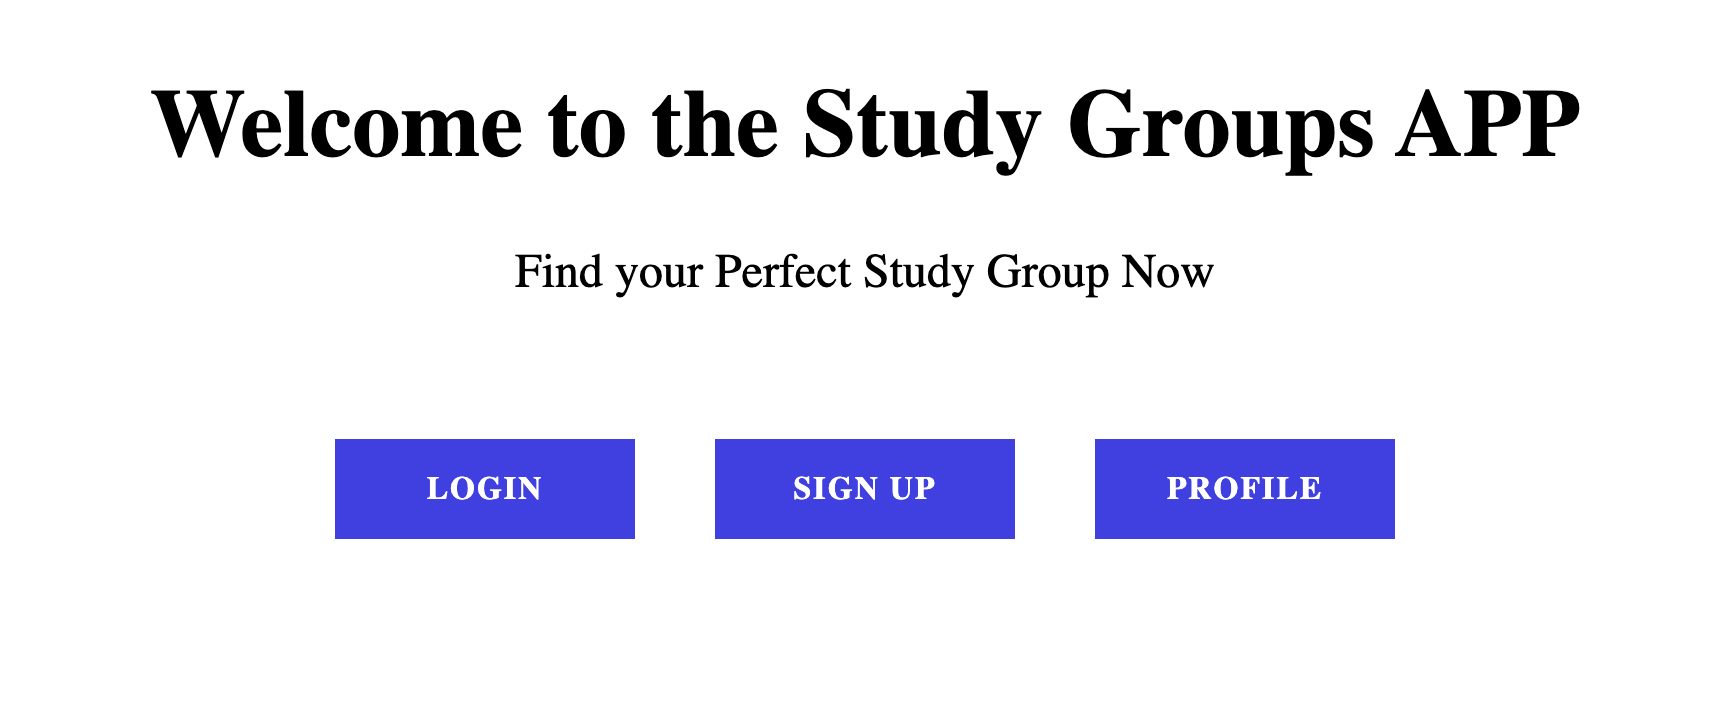 Welcome to the Study Groups APP
Find your Perfect Study Group Now
LOGIN
SIGN UP
PROFILE